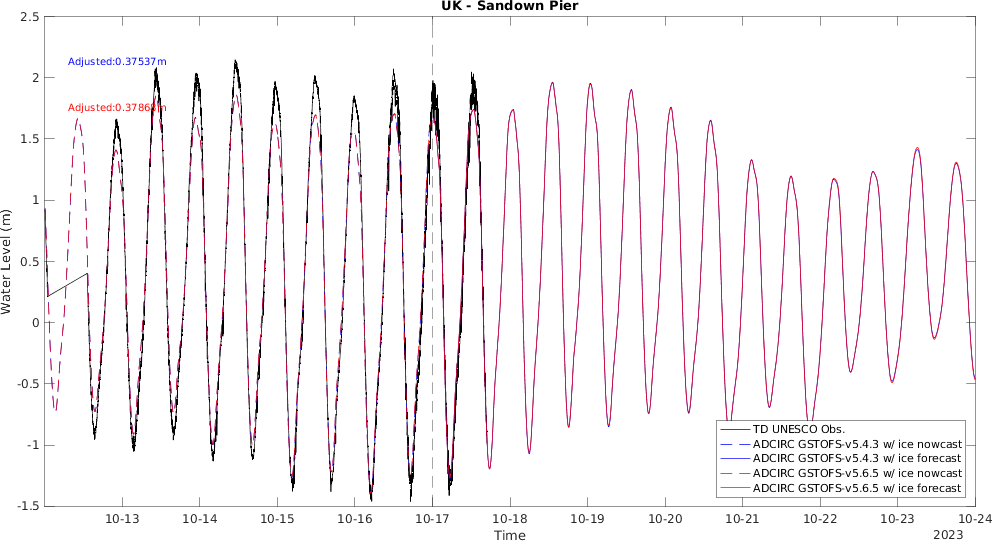 UK - Sandown Pier
2.5
2
1.5
1
0.5
0
-0.5
-1
-1.5
Water Level (m)
Adjusted:0.37537m
Adjusted:0.37868m
10-13
10-14
10-15
10-16
10-17
10-18
10-19
10-20
10-21
10-22
10-23
10-24
Time
2023
TD UNESCO Obs.
ADCIRC GSTOFS-v5.4.3 w/ ice nowcast
ADCIRC GSTOFS-v5.4.3 w/ ice forecast
ADCIRC GSTOFS-v5.6.5 w/ ice nowcast
ADCIRC GSTOFS-v5.6.5 w/ ice forecast